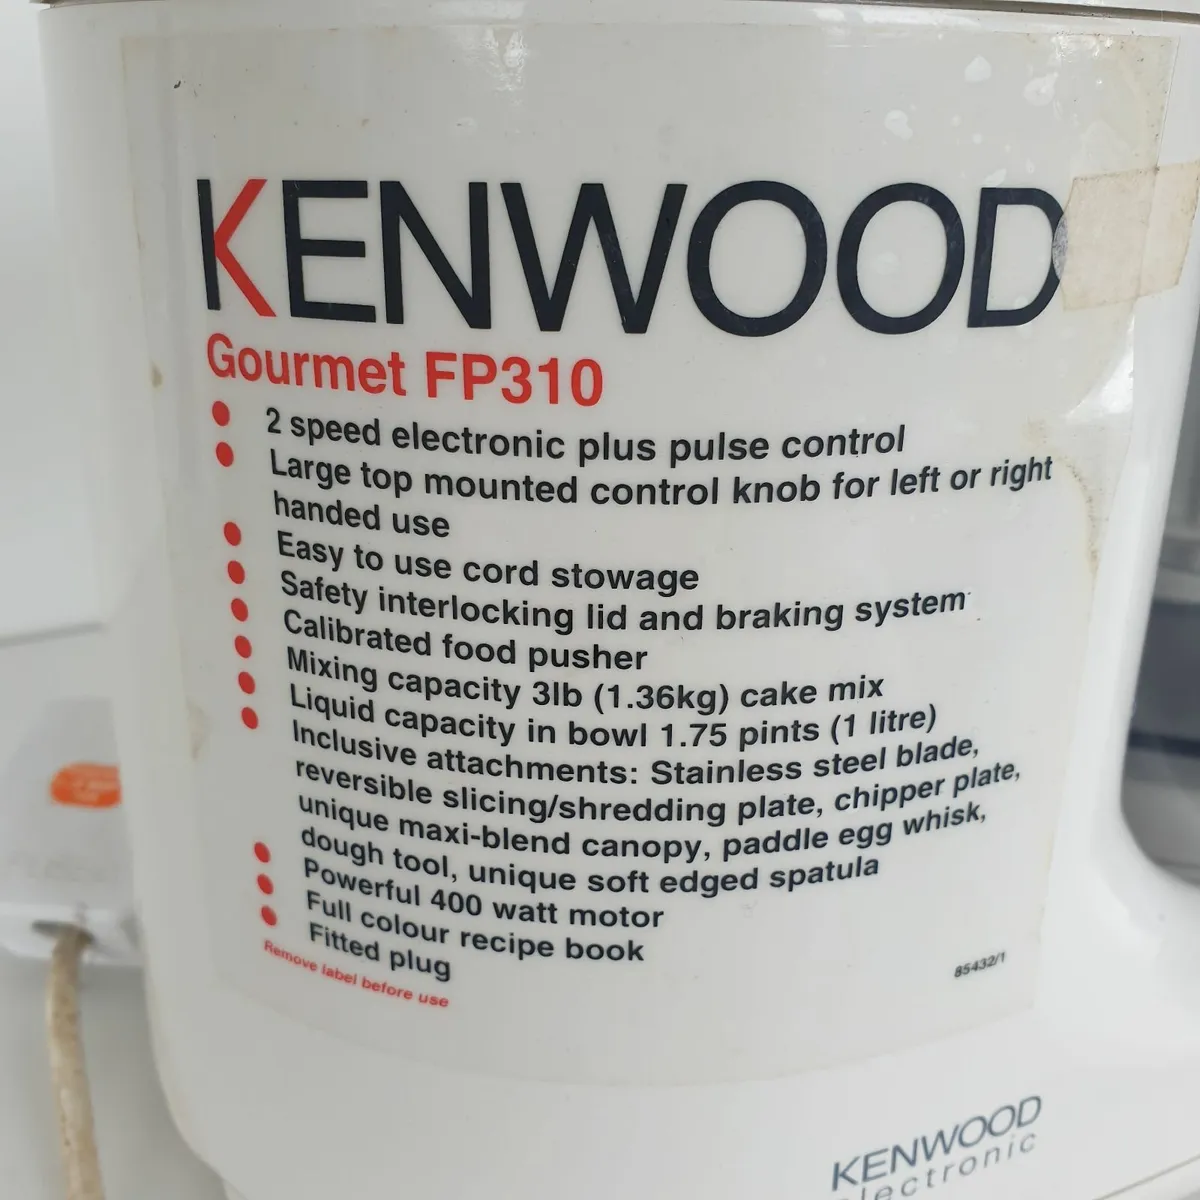 KENWOOD
Gourmet FP310
2 speed electronic plus pulse control
Large top mounted control knob for left or right
handed use
Easy to use cord stowage
Safety interlocking lid and braking system
Calibrated food pusher
Mixing capacity 3lb (1.36kg) cake mix
Liquid capacity in bowl 1.75 pints (1 litre)
Inclusive attachments: Stainless steel blade,
reversible slicing/shredding plate, chipper plate,
unique maxi-blend canopy, paddle egg whisk,
dough tool, unique soft edged spatula
Powerful 400 watt motor
Full colour recipe book
Fitted plug
Remove label before use
85432/1
KENWOOD
electronic